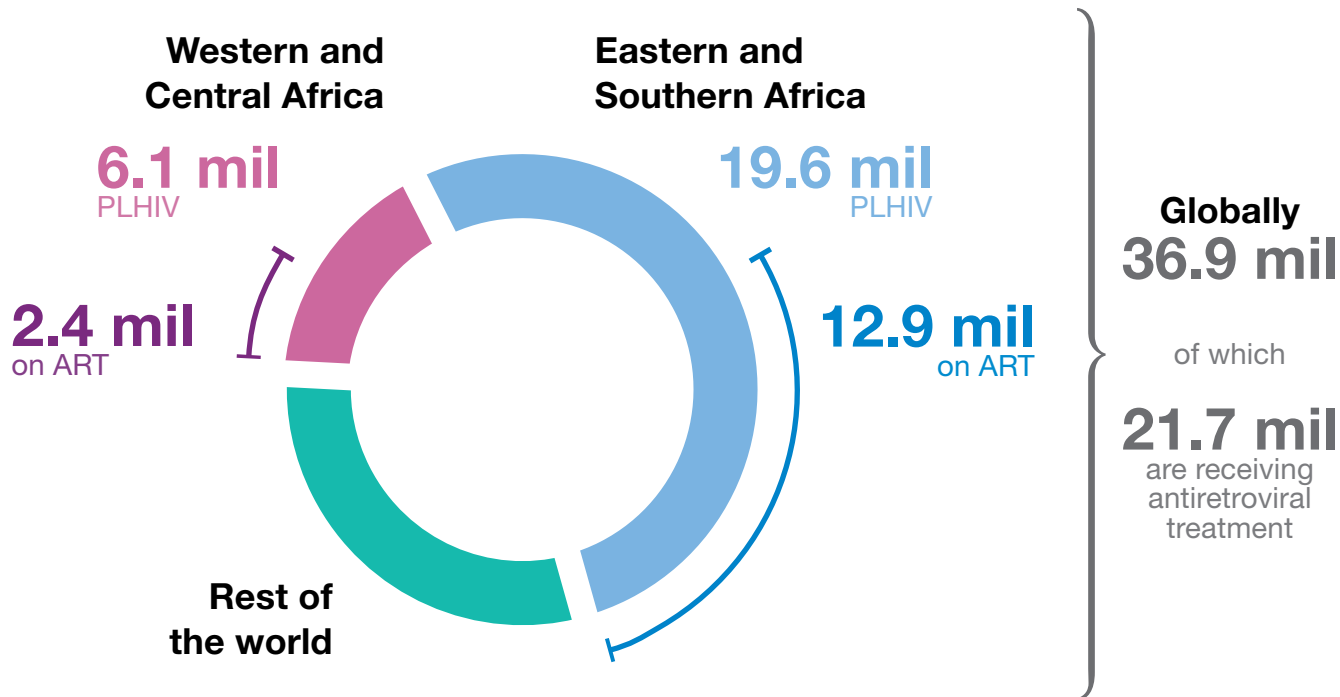 Western and
Central Africa
6.1 mil
PLHIV
2.4 mil
on ART
Eastern and
Southern Africa
19.6 mil
PLHIV
12.9 mil
on ART
Rest of
the world
Globally
36.9 mil
of which
21.7 mil
are receiving
antiretroviral
treatment